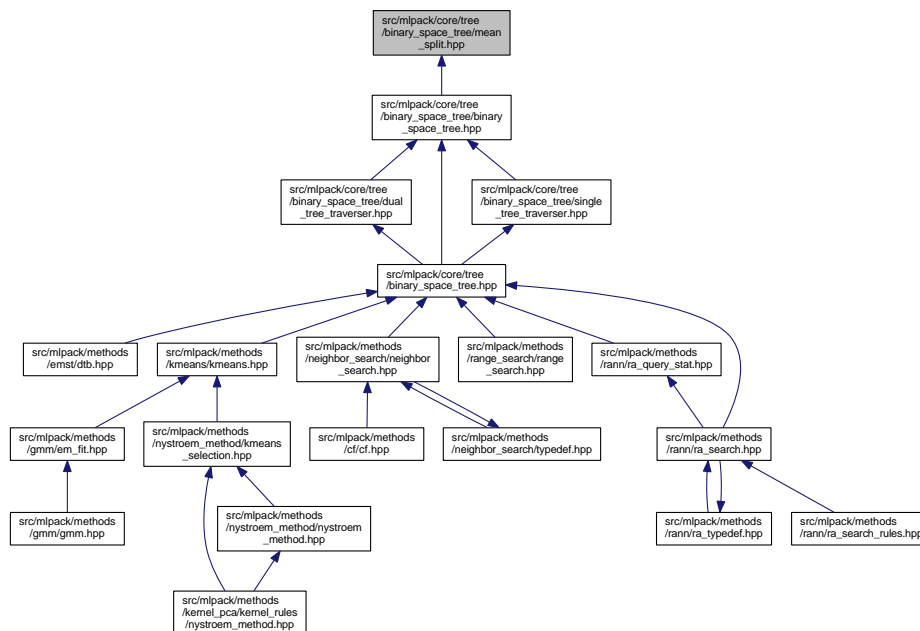 src/mlpack/core/tree
/binary_space_tree/mean
_split.hpp
src/mlpack/core/tree
/binary_space_tree/binary
_space_tree.hpp
src/mlpack/core/tree
/binary_space_tree/dual
_tree_traverser.hpp
src/mlpack/core/tree
/binary_space_tree/single
_tree_traverser.hpp
src/mlpack/core/tree
/binary_space_tree.hpp
src/mlpack/methods
/emst/dtb.hpp
src/mlpack/methods
/kmeans/kmeans.hpp
src/mlpack/methods
/neighbor_search/neighbor
_search.hpp
src/mlpack/methods
/range_search/range
_search.hpp
src/mlpack/methods
/rann/ra_query_stat.hpp
src/mlpack/methods
/gmm/em_fit.hpp
src/mlpack/methods
/nystroem_method/kmeans
_selection.hpp
src/mlpack/methods
/cf/cf.hpp
src/mlpack/methods
/neighbor_search/typedef.hpp
src/mlpack/methods
/rann/ra_search.hpp
src/mlpack/methods
/gmm/gmm.hpp
src/mlpack/methods
/nystroem_method/nystroem
_method.hpp
src/mlpack/methods
/rann/ra_typedef.hpp
src/mlpack/methods
/rann/ra_search_rules.hpp
src/mlpack/methods
/kernel_pca/kernel_rules
/nystroem_method.hpp